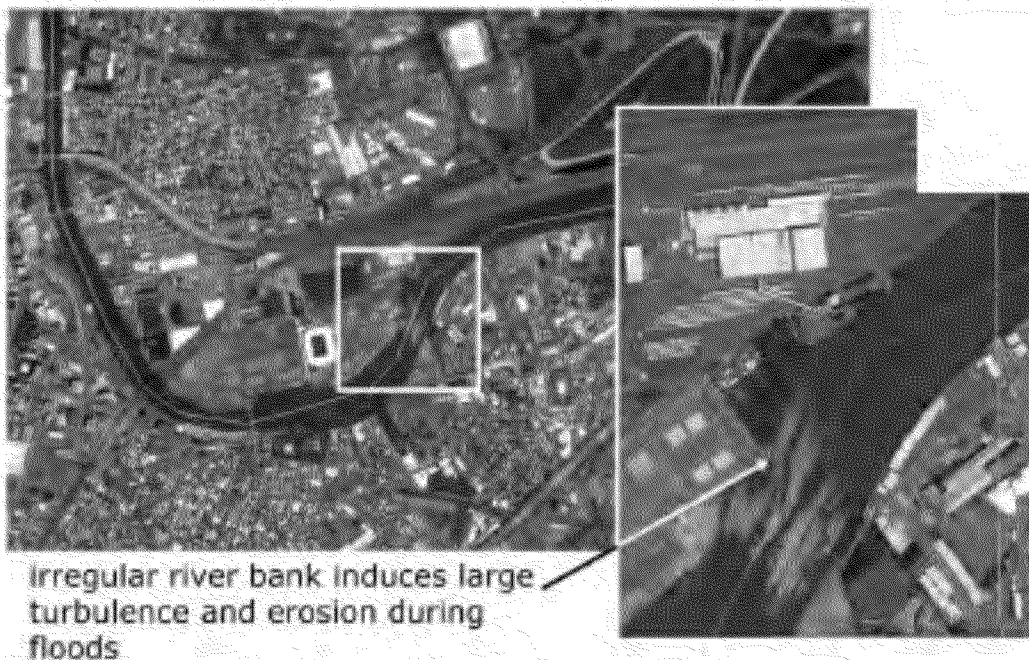 irregular river bank induces large
turbulence and erosion during
floods